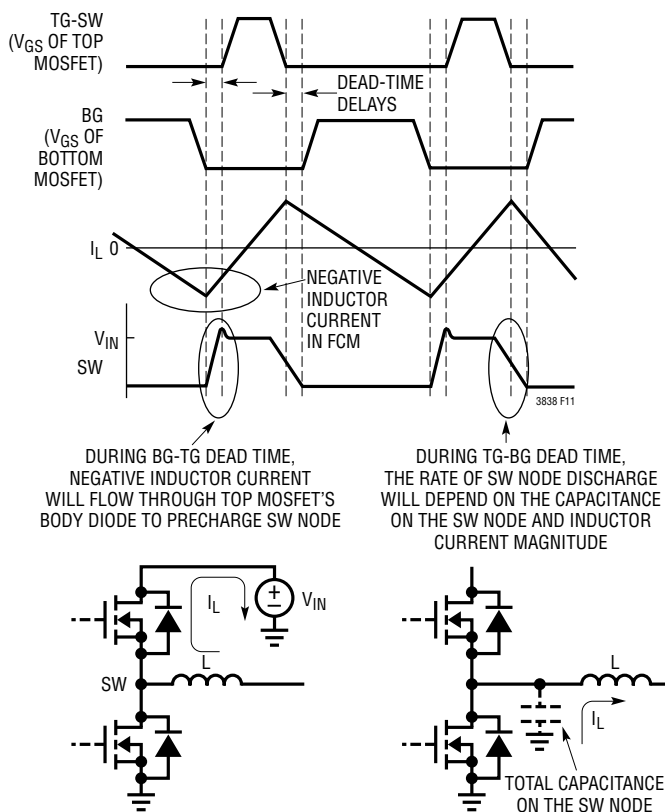 TG-SW
(VGS OF TOP
MOSFET)
DEAD-TIME
DELAYS
BG
(VGS OF
BOTTOM
MOSFET)
IL 0
NEGATIVE
INDUCTOR
CURRENT
IN FCM
VIN
SW
3838 F11
DURING BG-TG DEAD TIME,
NEGATIVE INDUCTOR CURRENT
WILL FLOW THROUGH TOP MOSFET'S
BODY DIODE TO PRECHARGE SW NODE
DURING TG-BG DEAD TIME,
THE RATE OF SW NODE DISCHARGE
WILL DEPEND ON THE CAPACITANCE
ON THE SW NODE AND INDUCTOR
CURRENT MAGNITUDE
IL
+
–
VIN
L
SW
L
IL
TOTAL CAPACITANCE
ON THE SW NODE